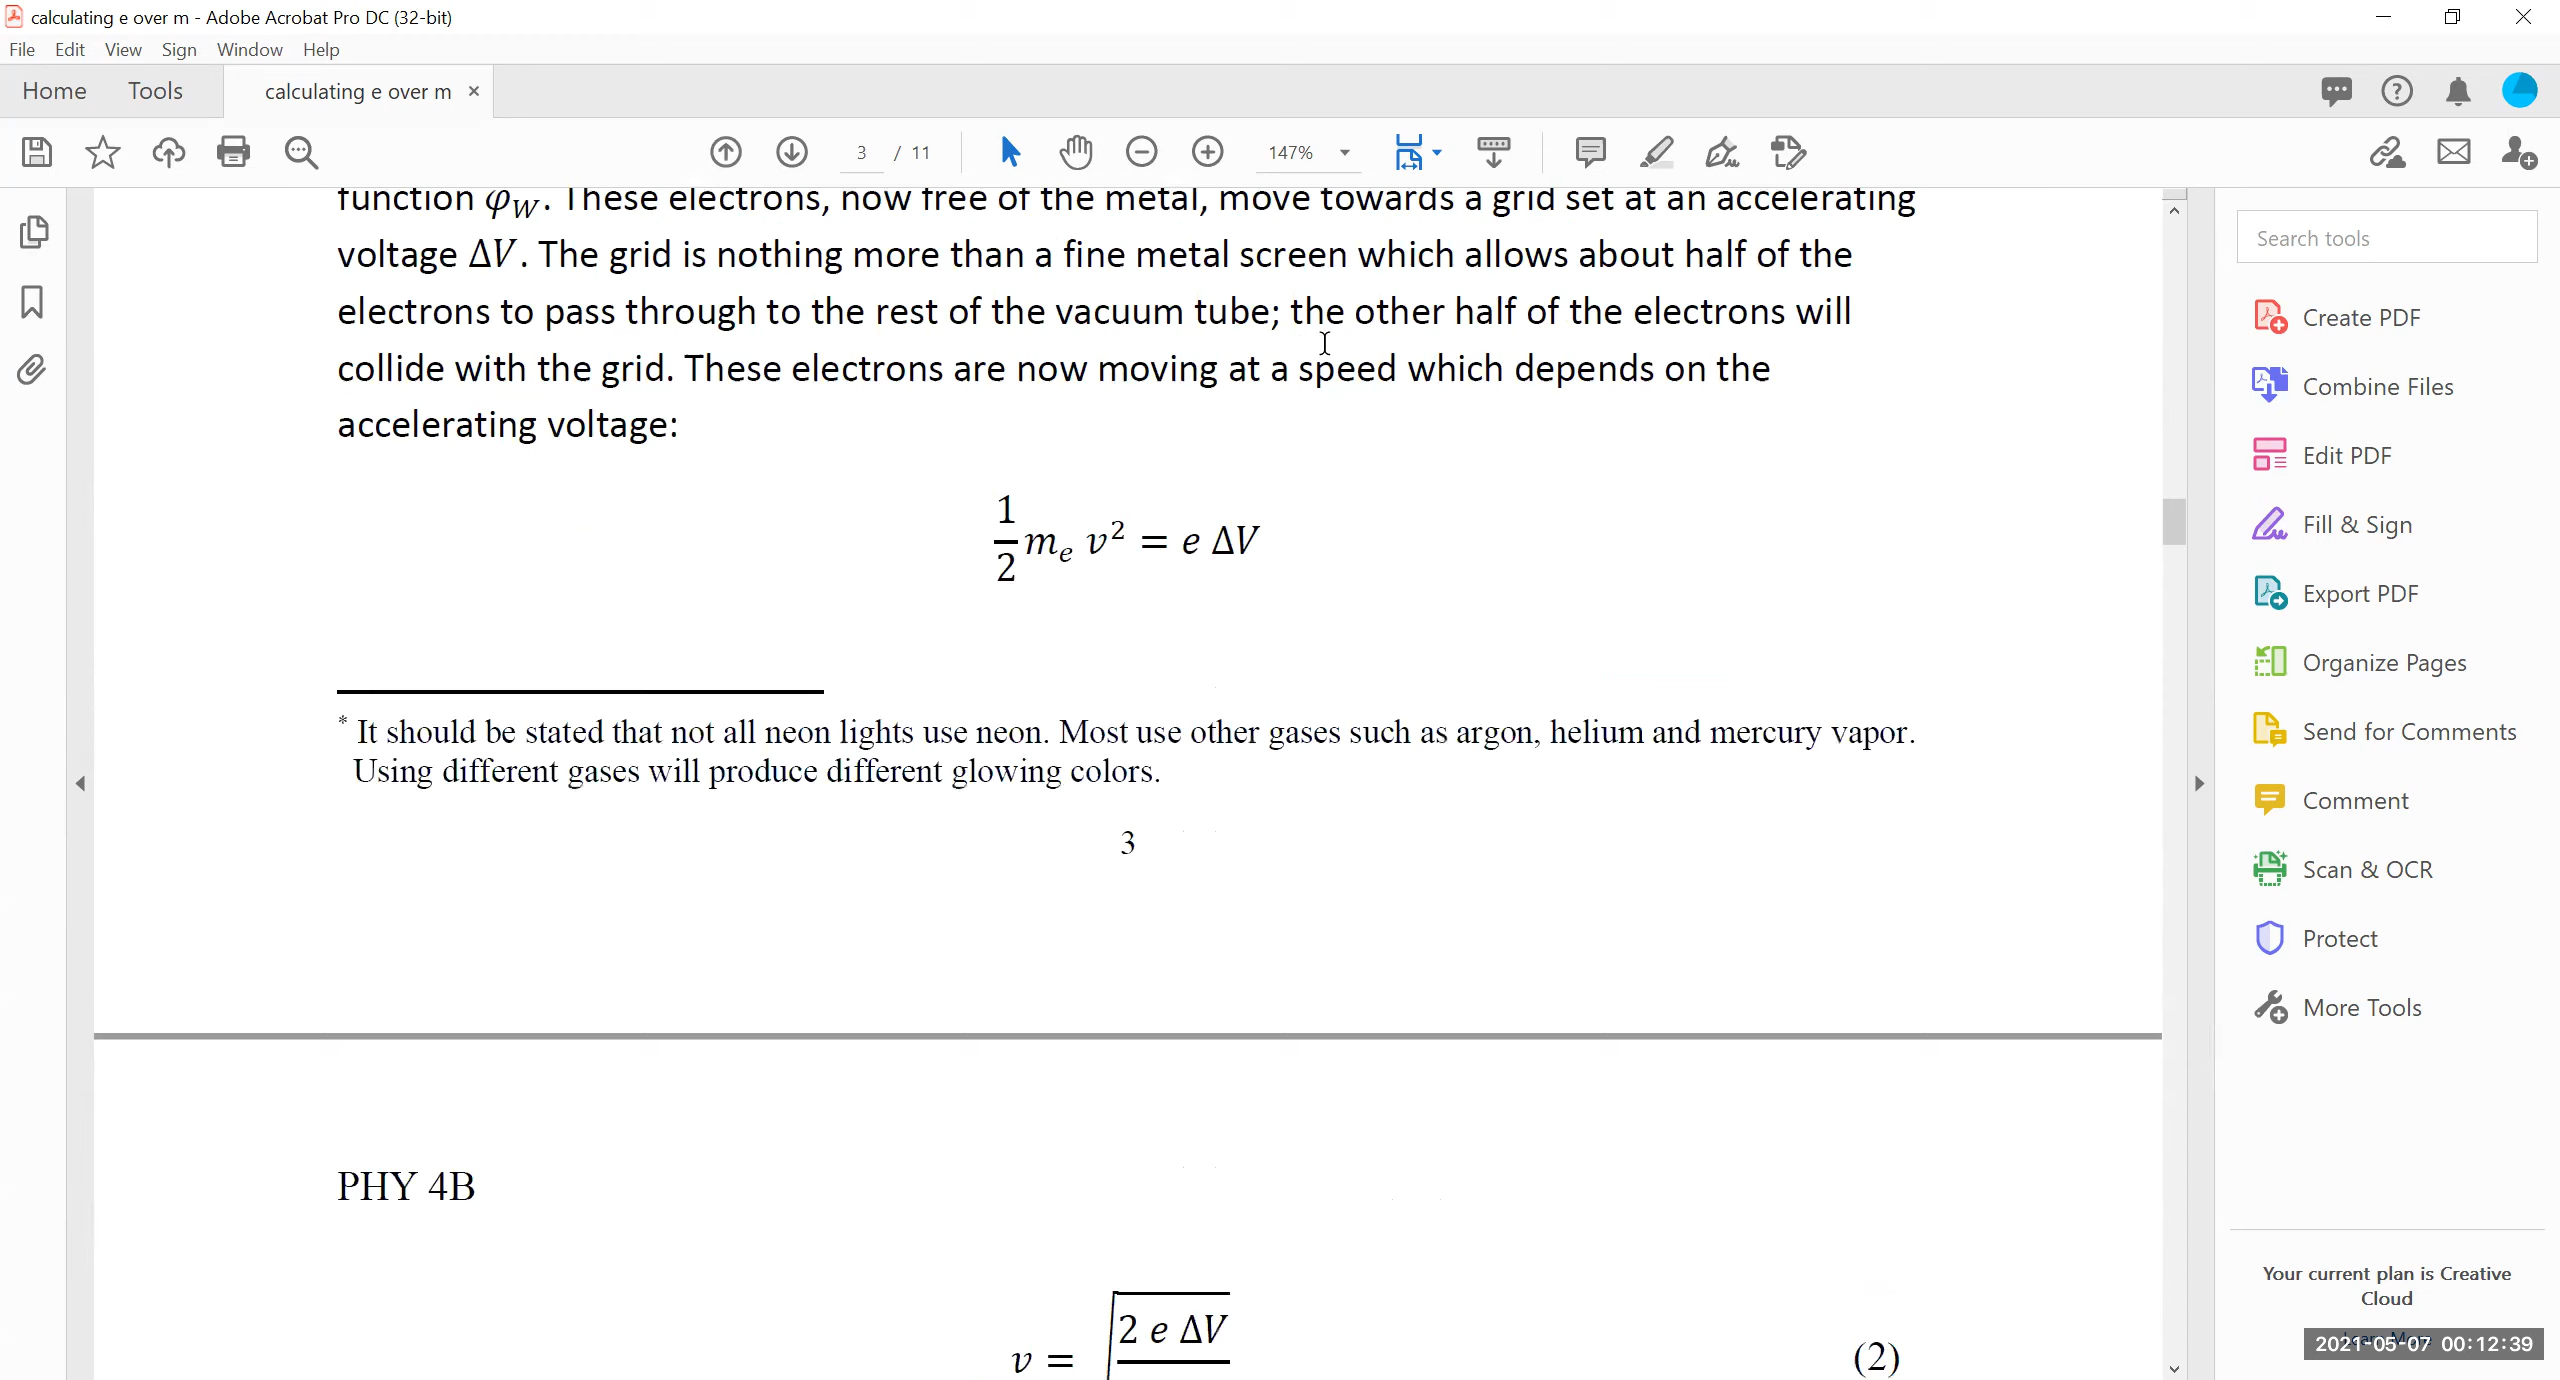 calculating e over m - Adobe Acrobat Pro DC (32-bit)
File Edit View Sign Window Help
Home Tools calculating e over m ×
3 / 11 147%
function φ_W. These electrons, now free of the metal, move towards a grid set at an accelerating
voltage ΔV. The grid is nothing more than a fine metal screen which allows about half of the
electrons to pass through to the rest of the vacuum tube; the other half of the electrons will
collide with the grid. These electrons are now moving at a speed which depends on the
accelerating voltage:
1/2 m_e v² = e ΔV
* It should be stated that not all neon lights use neon. Most use other gases such as argon, helium and mercury vapor.
Using different gases will produce different glowing colors.
3
PHY 4B
v = √ 2 e ΔV (2)
Search tools
Create PDF
Combine Files
Edit PDF
Fill & Sign
Export PDF
Organize Pages
Send for Comments
Comment
Scan & OCR
Protect
More Tools
Your current plan is Creative
Cloud
2021-05-07 00:12:39